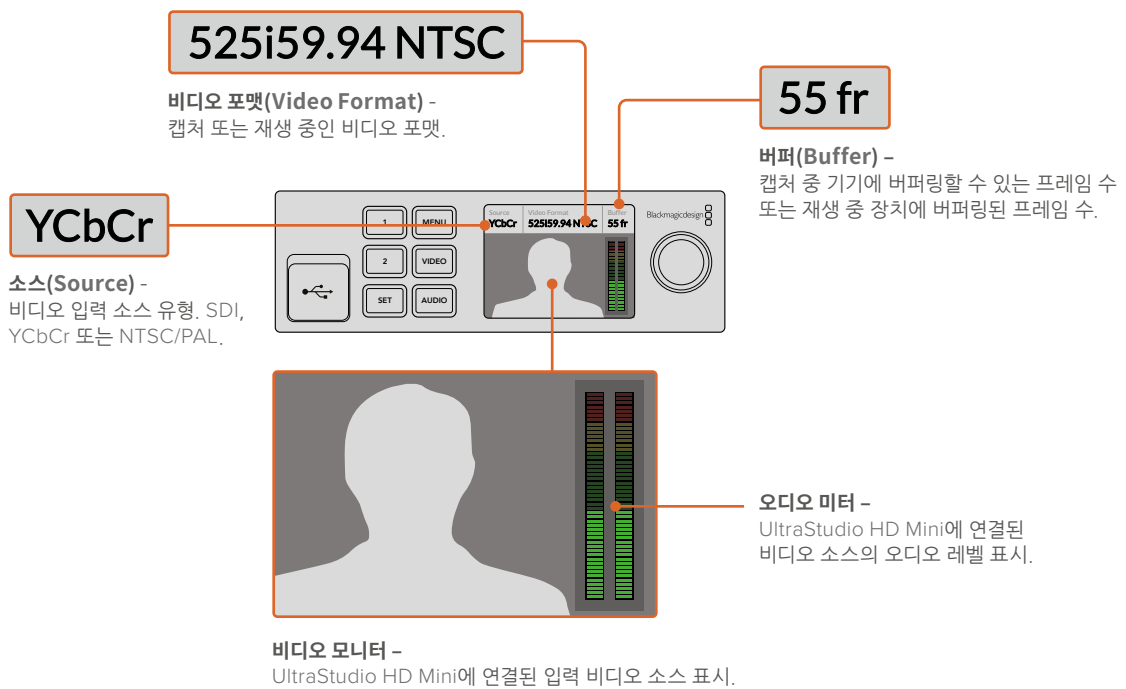 525i59.94 NTSC
비디오 포맷(Video Format) -
캡처 또는 재생 중인 비디오 포맷.
55 fr
버퍼(Buffer) –
캡처 중 기기에 버퍼링할 수 있는 프레임 수
또는 재생 중 장치에 버퍼링된 프레임 수.
YCbCr
소스(Source) -
비디오 입력 소스 유형. SDI,
YCbCr 또는 NTSC/PAL.
1
MENU
2
VIDEO
SET
AUDIO
Source
YCbCr
Video Format
525I59.94 NTSC
Buffer
55 fr
Blackmagicdesign
오디오 미터 –
UltraStudio HD Mini에 연결된
비디오 소스의 오디오 레벨 표시.
비디오 모니터 –
UltraStudio HD Mini에 연결된 입력 비디오 소스 표시.